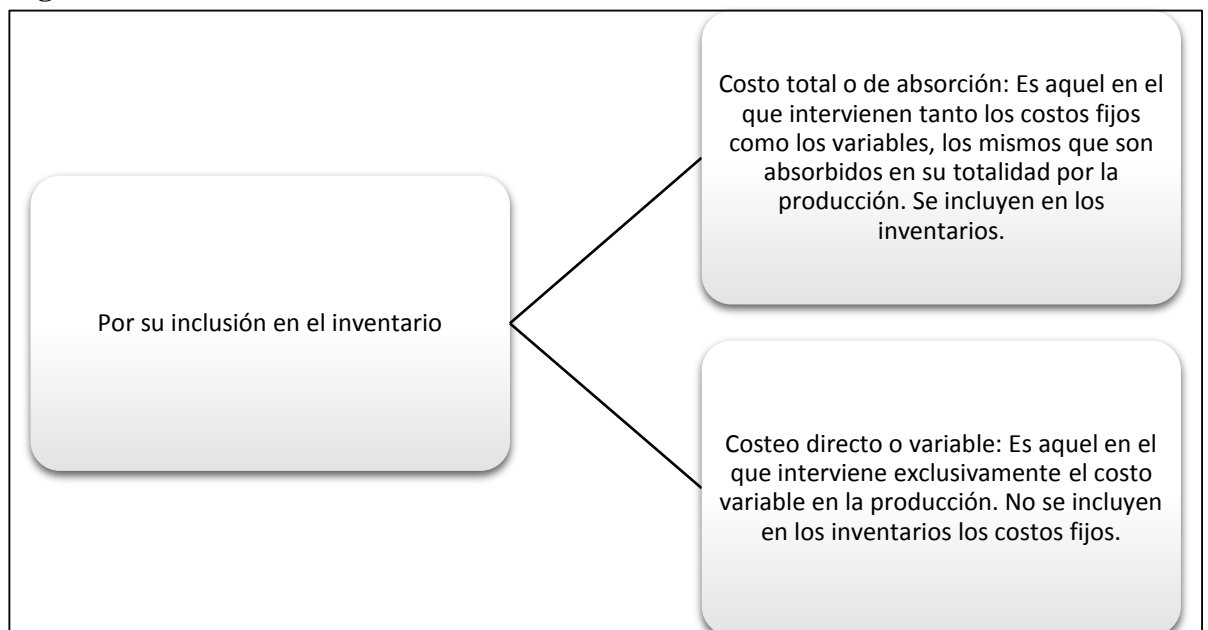 Por su inclusión en el inventario
Costo total o de absorción: Es aquel en el
que intervienen tanto los costos fijos
como los variables, los mismos que son
absorbidos en su totalidad por la
producción. Se incluyen en los
inventarios.
Costeo directo o variable: Es aquel en el
que interviene exclusivamente el costo
variable en la producción. No se incluyen
en los inventarios los costos fijos.